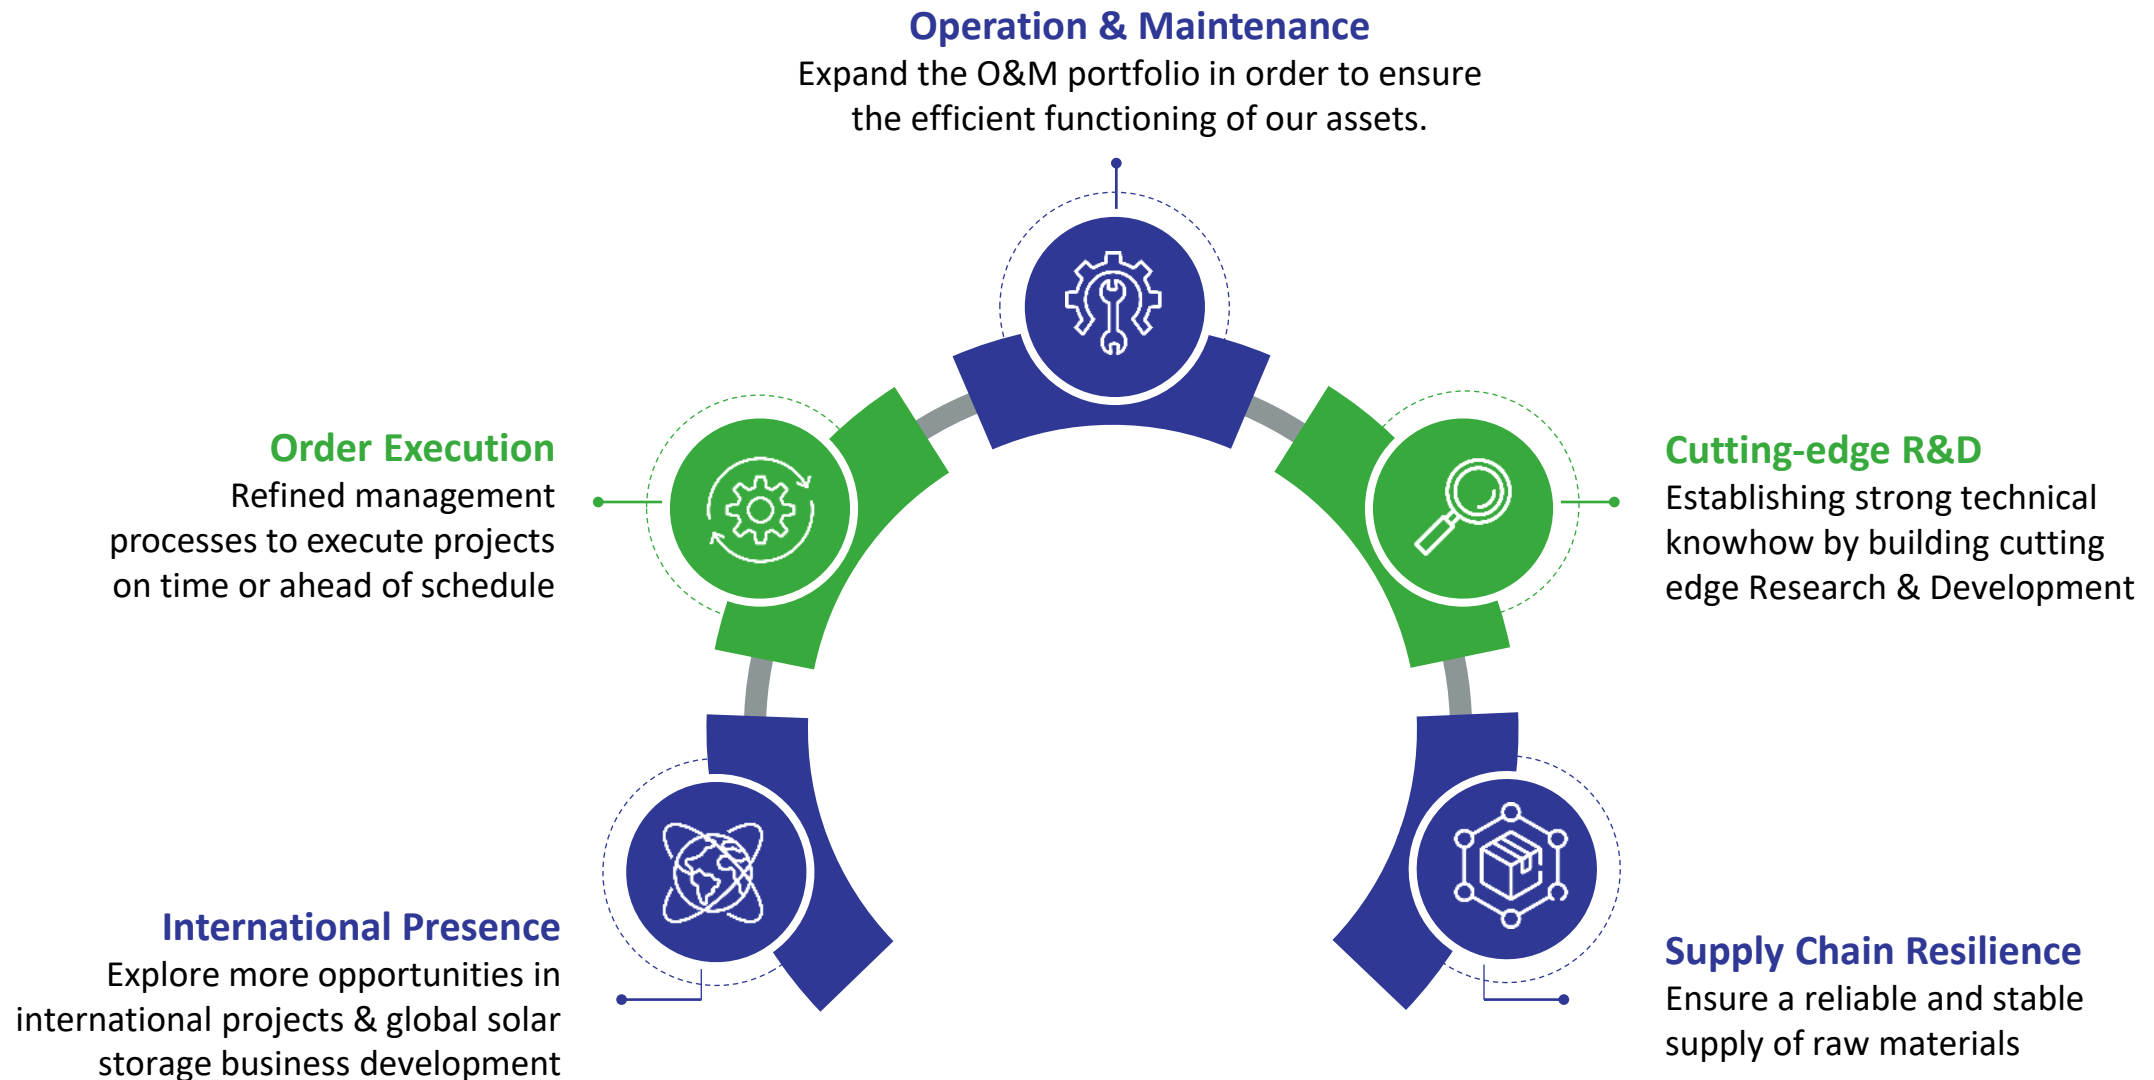 Operation & Maintenance
Expand the O&M portfolio in order to ensure
the efficient functioning of our assets.
Order Execution
Refined management
processes to execute projects
on time or ahead of schedule
Cutting-edge R&D
Establishing strong technical
knowhow by building cutting
edge Research & Development
International Presence
Explore more opportunities in
international projects & global solar
storage business development
Supply Chain Resilience
Ensure a reliable and stable
supply of raw materials